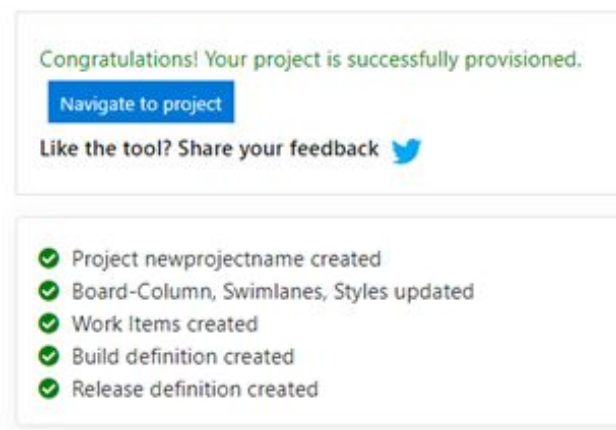 Congratulations! Your project is successfully provisioned.
Navigate to project
Like the tool? Share your feedback
Project newprojectname created
Board-Column, Swimlanes, Styles updated
Work Items created
Build definition created
Release definition created